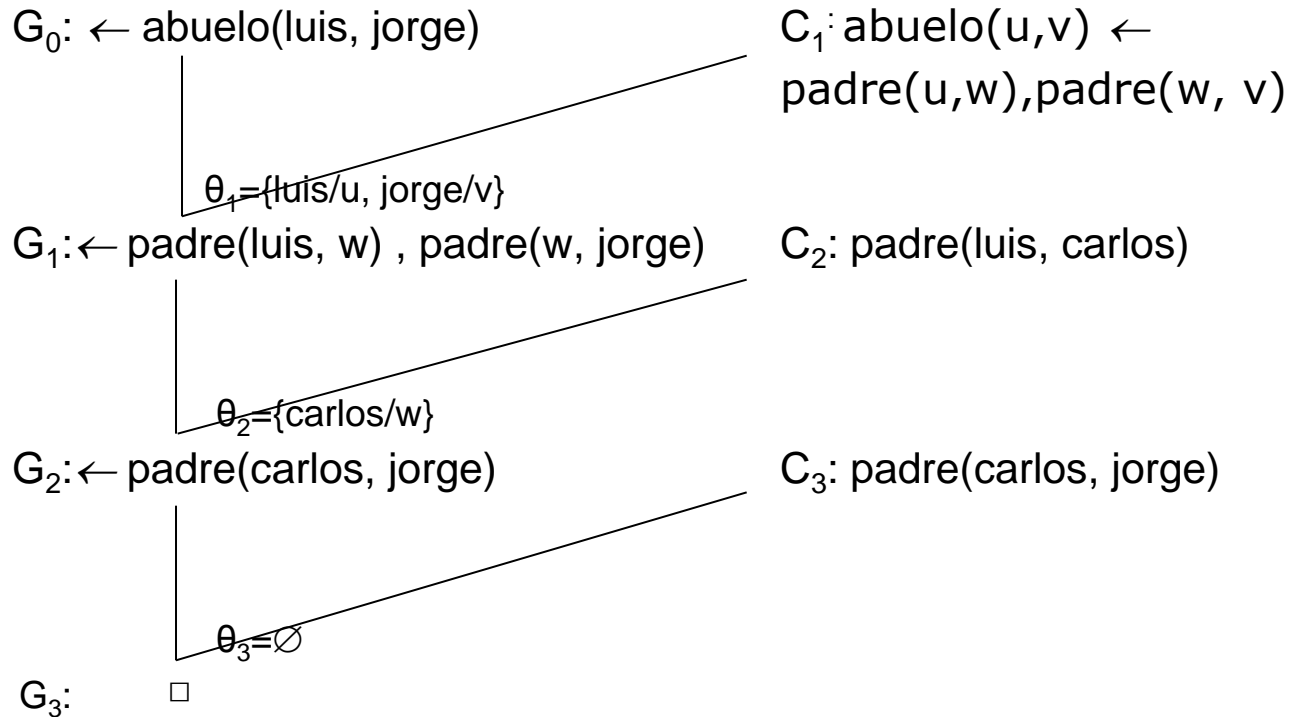 G₀: ← abuelo(luis, jorge)
C₁: abuelo(u,v) ←
padre(u,w),padre(w, v)
θ₁={luis/u, jorge/v}
G₁:← padre(luis, w) , padre(w, jorge)
C₂: padre(luis, carlos)
θ₂={carlos/w}
G₂:← padre(carlos, jorge)
C₃: padre(carlos, jorge)
θ₃=∅
G₃: □